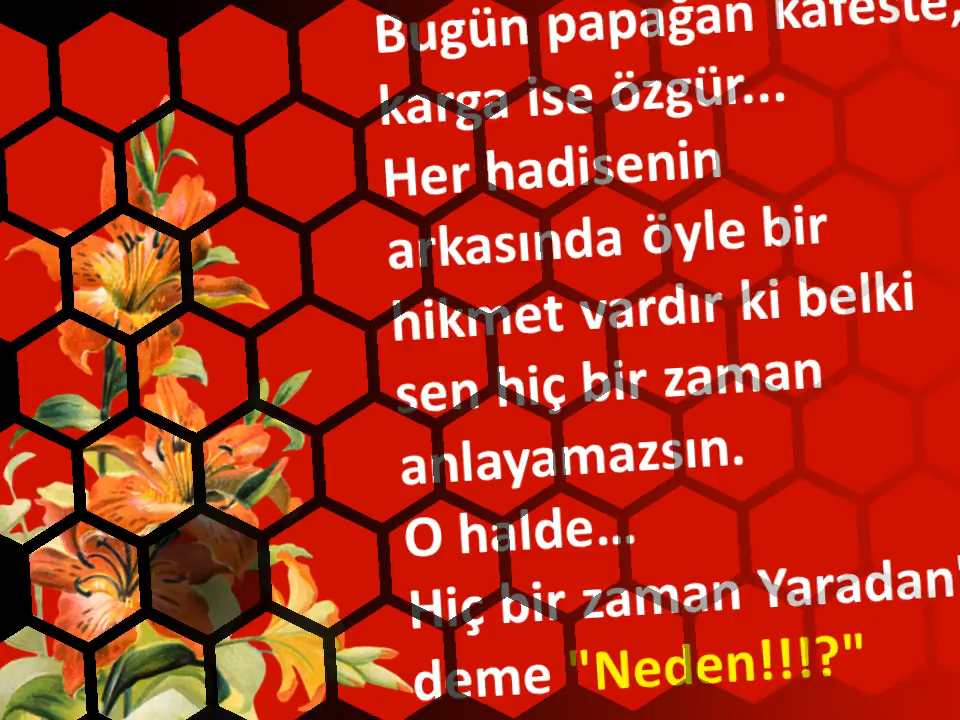 Bugün papağan kafeste,
karga ise özgür...
Her hadisenin
arkasında öyle bir
hikmet vardır ki belki
sen hiç bir zaman
anlayamazsın.
O halde...
Hiç bir zaman Yaradan'
deme "Neden!!!?"